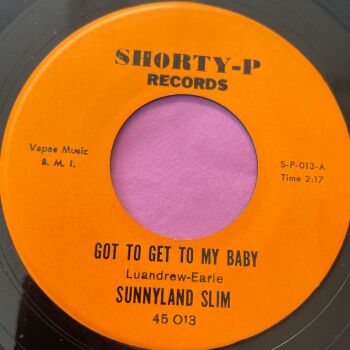 SHORTY-P
RECORDS
Vapee Music
B. M. I.
S-P-013-A
Time 2:17
GOT TO GET TO MY BABY
Luandrew-Earle
SUNNYLAND SLIM
45 013